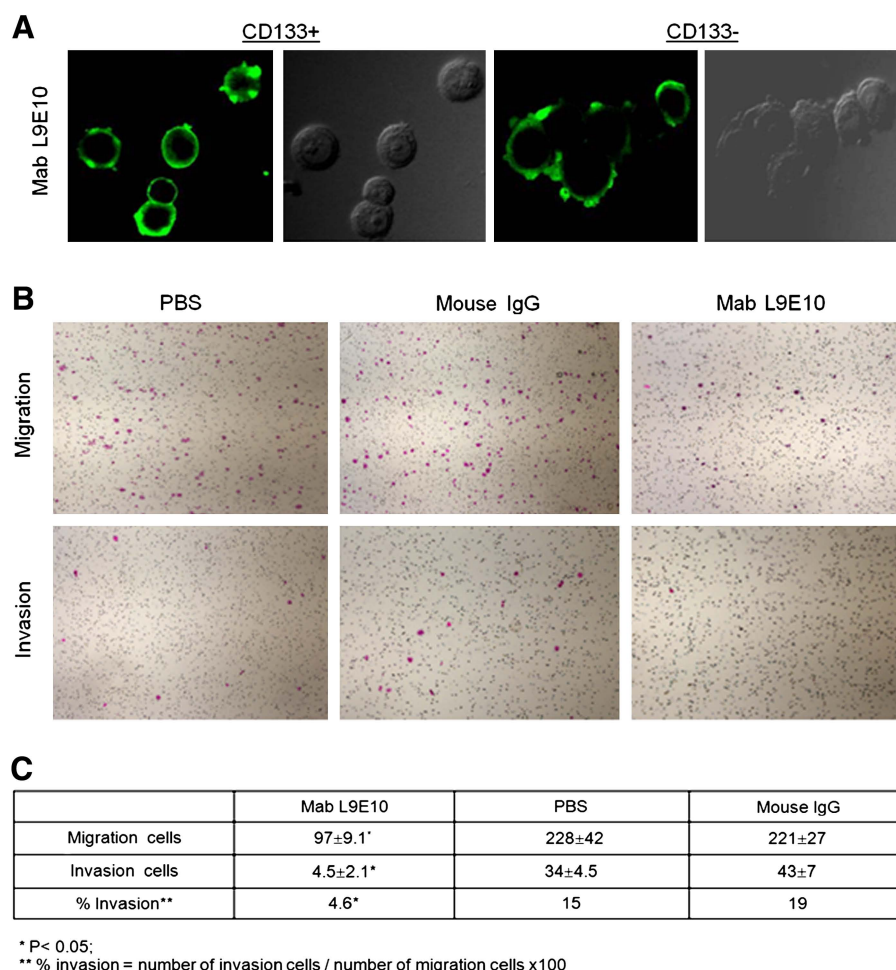 A
CD133+ CD133-
Mab L9E10
B
PBS Mouse IgG Mab L9E10
Migration
Invasion
C
Mab L9E10 PBS Mouse IgG
Migration cells 97±9.1* 228±42 221±27
Invasion cells 4.5±2.1* 34±4.5 43±7
% Invasion** 4.6* 15 19
* P< 0.05;
** % invasion = number of invasion cells / number of migration cells x100